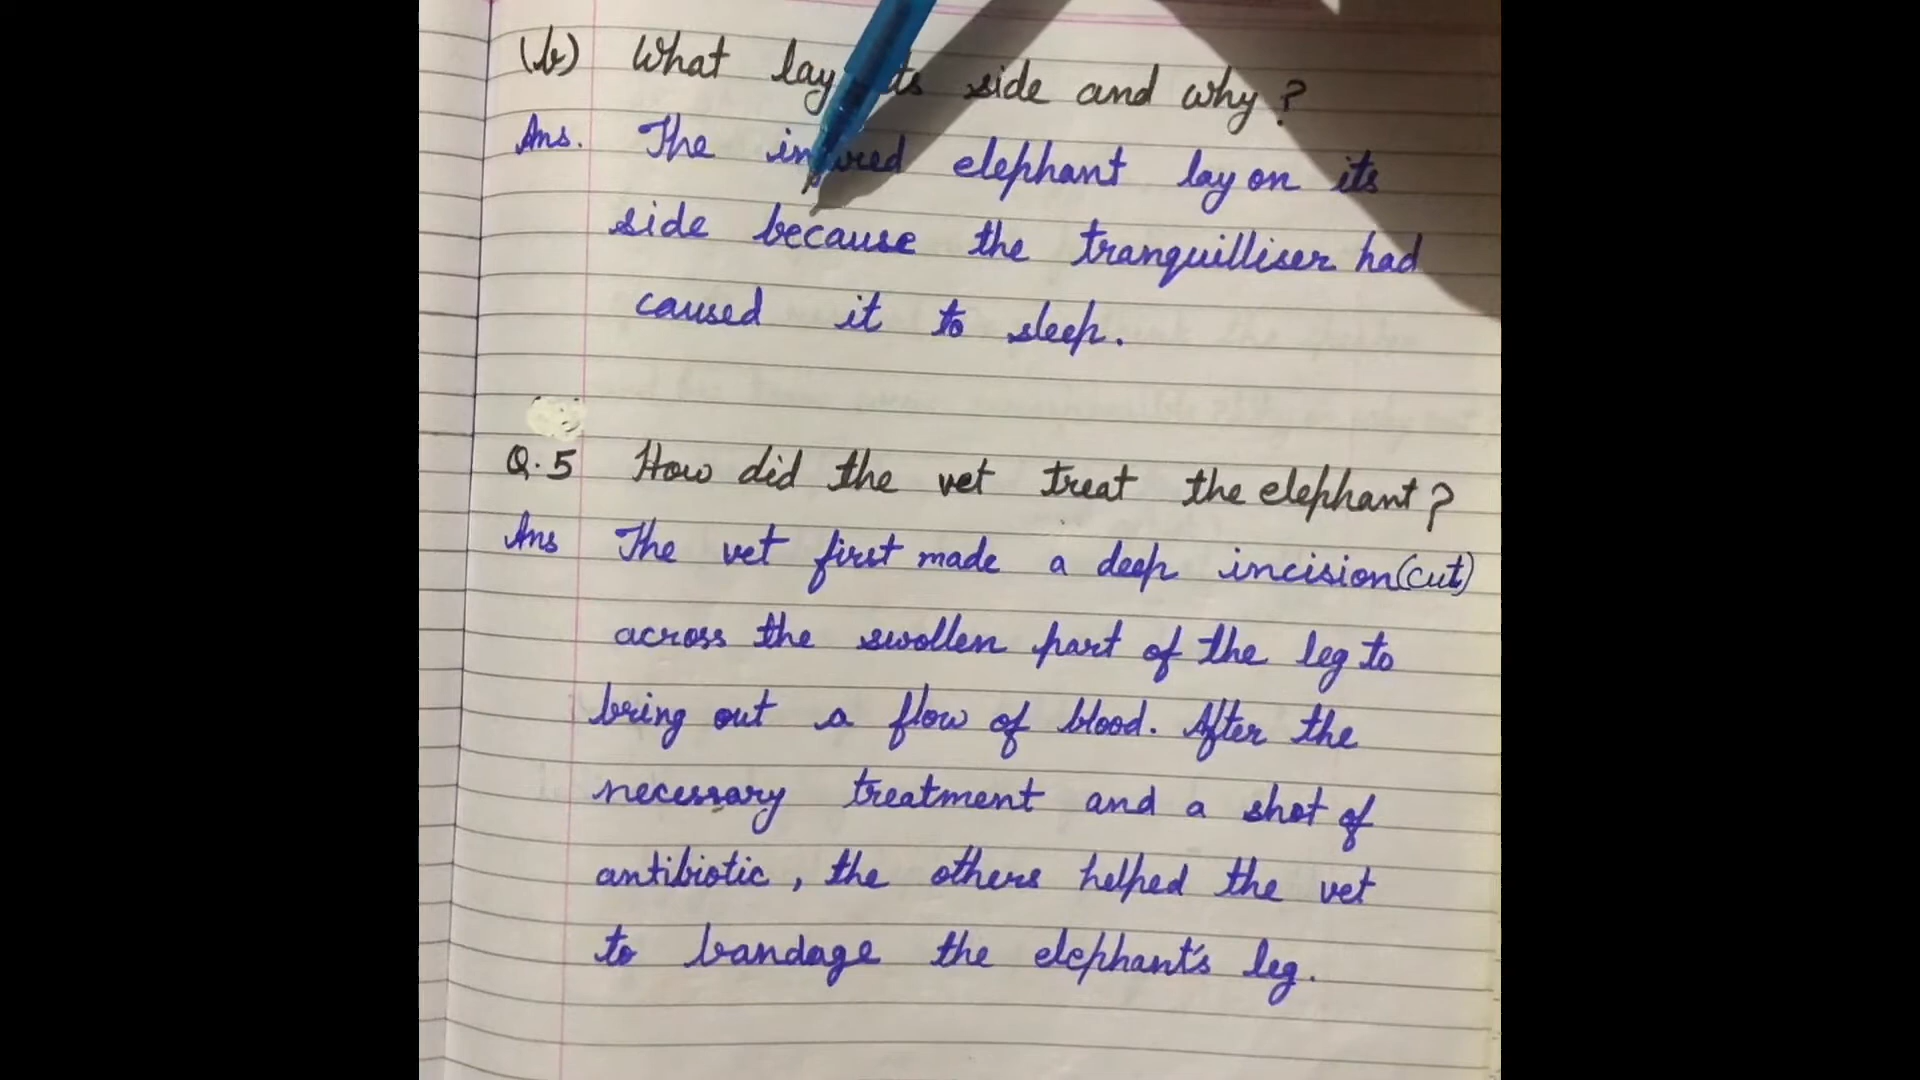 (b) What lay its side and why?
Ans. The injured elephant lay on its
side because the tranquilliser had
caused it to sleep.
Q.5 How did the vet treat the elephant?
Ans The vet first made a deep incision(cut)
across the swollen part of the leg to
bring out a flow of blood. After the
necessary treatment and a shot of
antibiotic, the others helped the vet
to bandage the elephant's leg.